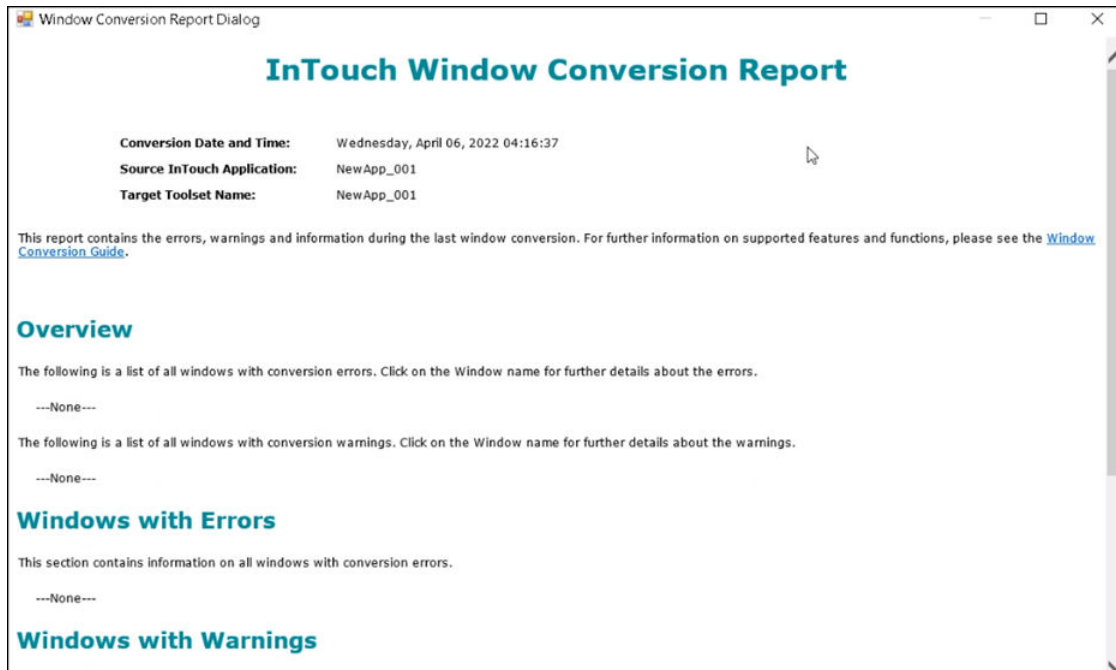 Window Conversion Report Dialog
InTouch Window Conversion Report
Conversion Date and Time: Wednesday, April 06, 2022 04:16:37
Source InTouch Application: NewApp_001
Target Toolset Name: NewApp_001
This report contains the errors, warnings and information during the last window conversion. For further information on supported features and functions, please see the Window
Conversion Guide.
Overview
The following is a list of all windows with conversion errors. Click on the Window name for further details about the errors.
---None---
The following is a list of all windows with conversion warnings. Click on the Window name for further details about the warnings.
---None---
Windows with Errors
This section contains information on all windows with conversion errors.
---None---
Windows with Warnings